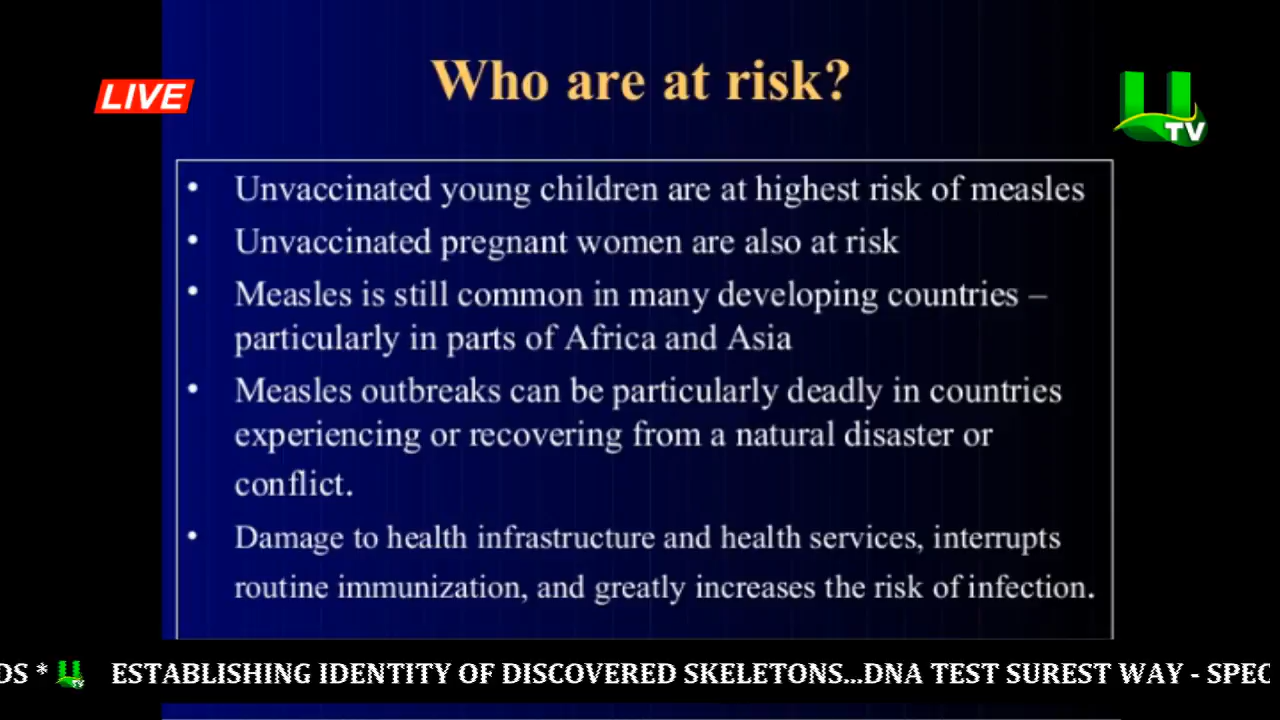 Who are at risk?
LIVE
U
TV
• Unvaccinated young children are at highest risk of measles
• Unvaccinated pregnant women are also at risk
• Measles is still common in many developing countries –
particularly in parts of Africa and Asia
• Measles outbreaks can be particularly deadly in countries
experiencing or recovering from a natural disaster or
conflict.
• Damage to health infrastructure and health services, interrupts
routine immunization, and greatly increases the risk of infection.
DS * U TV ESTABLISHING IDENTITY OF DISCOVERED SKELETONS...DNA TEST SUREST WAY - SPEC